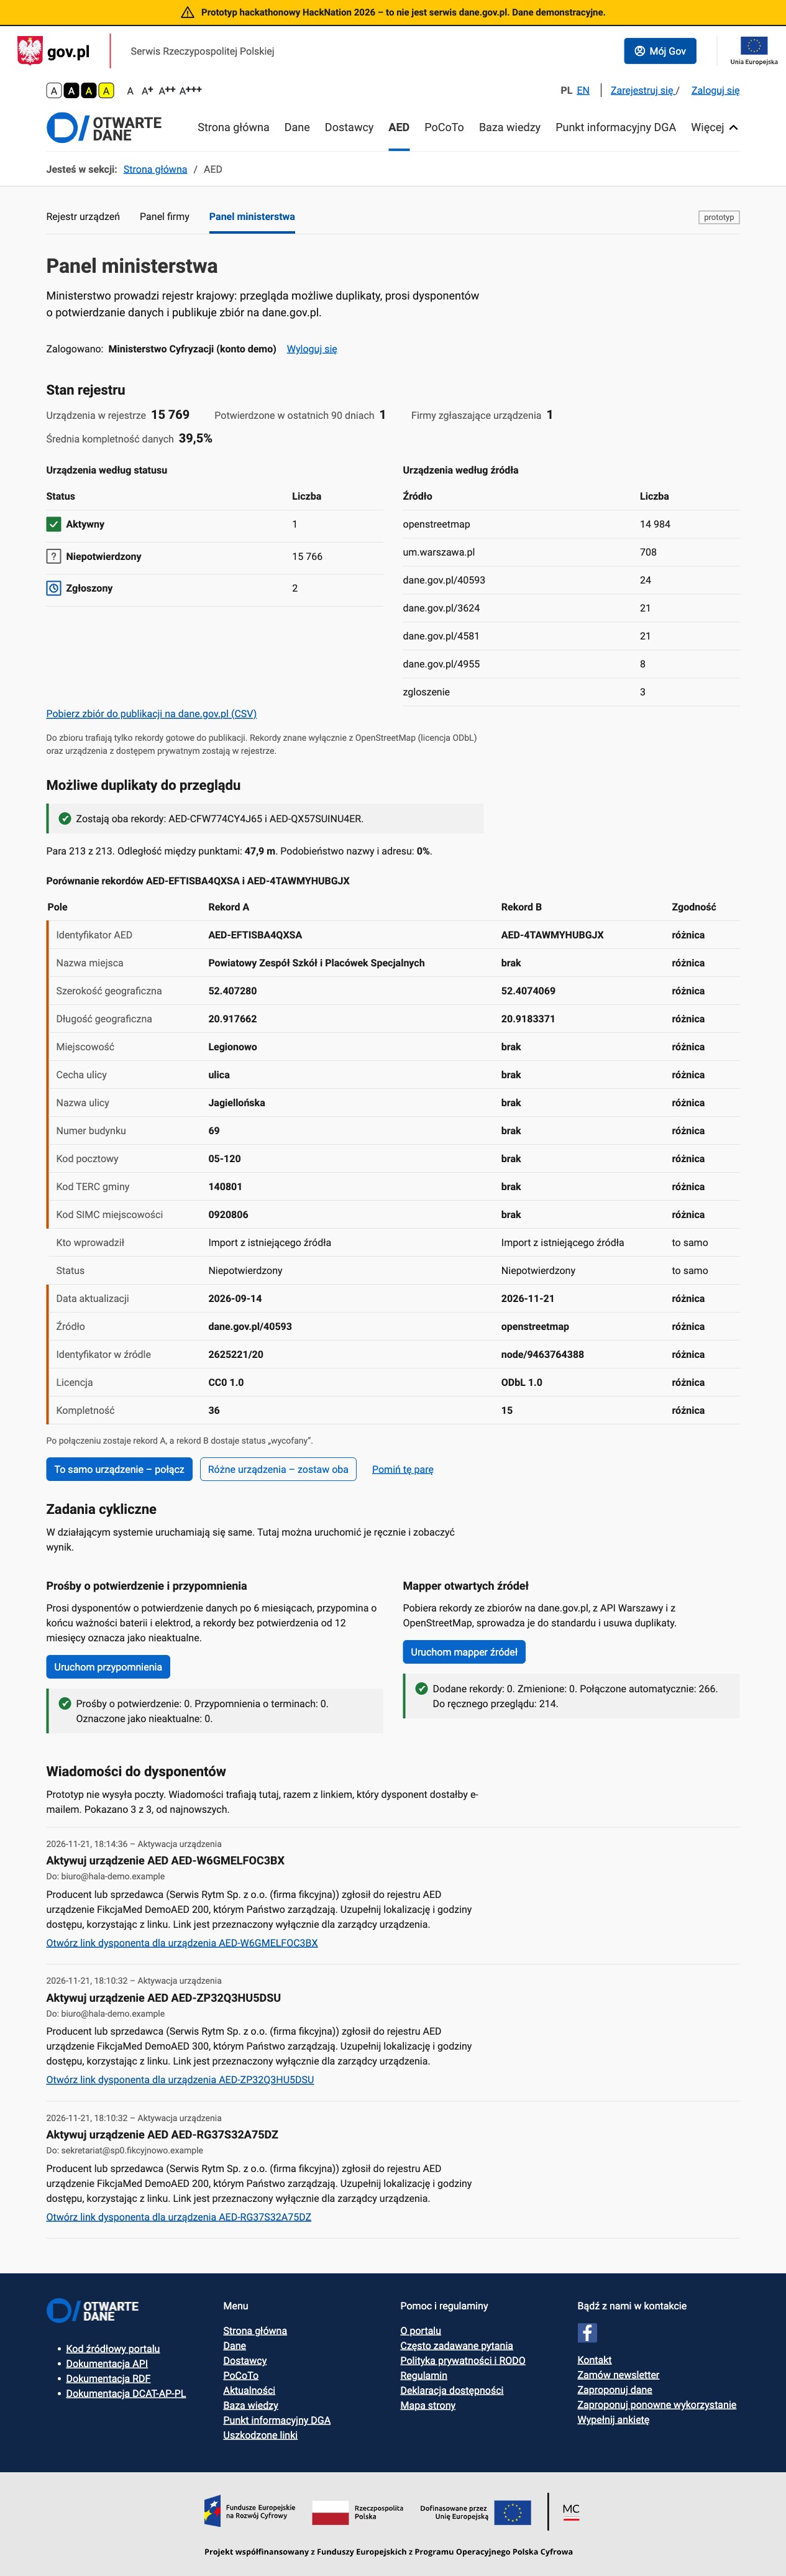 Prototyp hackathonowy HackNation 2026 – to nie jest serwis dane.gov.pl. Dane demonstracyjne.
gov.pl
Serwis Rzeczypospolitej Polskiej
Mój Gov
Unia Europejska
A A A A A A+ A++ A+++
PL EN Zarejestruj się / Zaloguj się
OTWARTE DANE
Strona główna Dane Dostawcy AED PoCoTo Baza wiedzy Punkt informacyjny DGA Więcej
Jesteś w sekcji: Strona główna / AED
Rejestr urządzeń Panel firmy Panel ministerstwa prototyp
Panel ministerstwa
Ministerstwo prowadzi rejestr krajowy: przegląda możliwe duplikaty, prosi dysponentów
o potwierdzanie danych i publikuje zbiór na dane.gov.pl.
Zalogowano: Ministerstwo Cyfryzacji (konto demo) Wyloguj się
Stan rejestru
Urządzenia w rejestrze 15 769 Potwierdzone w ostatnich 90 dniach 1 Firmy zgłaszające urządzenia 1
Średnia kompletność danych 39,5%
Urządzenia według statusu
Status Liczba
Aktywny 1
? Niepotwierdzony 15 766
Zgłoszony 2
Urządzenia według źródła
Źródło Liczba
openstreetmap 14 984
um.warszawa.pl 708
dane.gov.pl/40593 24
dane.gov.pl/3624 21
dane.gov.pl/4581 21
dane.gov.pl/4955 8
zgloszenie 3
Pobierz zbiór do publikacji na dane.gov.pl (CSV)
Do zbioru trafiają tylko rekordy gotowe do publikacji. Rekordy znane wyłącznie z OpenStreetMap (licencja ODbL)
oraz urządzenia z dostępem prywatnym zostają w rejestrze.
Możliwe duplikaty do przeglądu
Zostają oba rekordy: AED-CFW774CY4J65 i AED-QX57SUINU4ER.
Para 213 z 213. Odległość między punktami: 47,9 m. Podobieństwo nazwy i adresu: 0%.
Porównanie rekordów AED-EFTISBA4QXSA i AED-4TAWMYHUBGJX
Pole Rekord A Rekord B Zgodność
Identyfikator AED AED-EFTISBA4QXSA AED-4TAWMYHUBGJX różnica
Nazwa miejsca Powiatowy Zespół Szkół i Placówek Specjalnych brak różnica
Szerokość geograficzna 52.407280 52.4074069 różnica
Długość geograficzna 20.917662 20.9183371 różnica
Miejscowość Legionowo brak różnica
Cecha ulicy ulica brak różnica
Nazwa ulicy Jagiellońska brak różnica
Numer budynku 69 brak różnica
Kod pocztowy 05-120 brak różnica
Kod TERC gminy 140801 brak różnica
Kod SIMC miejscowości 0920806 brak różnica
Kto wprowadził Import z istniejącego źródła Import z istniejącego źródła to samo
Status Niepotwierdzony Niepotwierdzony to samo
Data aktualizacji 2026-09-14 2026-11-21 różnica
Źródło dane.gov.pl/40593 openstreetmap różnica
Identyfikator w źródle 2625221/20 node/9463764388 różnica
Licencja CC0 1.0 ODbL 1.0 różnica
Kompletność 36 15 różnica
Po połączeniu zostaje rekord A, a rekord B dostaje status „wycofany”.
To samo urządzenie – połącz Różne urządzenia – zostaw oba Pomiń tę parę
Zadania cykliczne
W działającym systemie uruchamiają się same. Tutaj można uruchomić je ręcznie i zobaczyć
wynik.
Prośby o potwierdzenie i przypomnienia
Prosi dysponentów o potwierdzenie danych po 6 miesiącach, przypomina o
końcu ważności baterii i elektrod, a rekordy bez potwierdzenia od 12
miesięcy oznacza jako nieaktualne.
Uruchom przypomnienia
Prośby o potwierdzenie: 0. Przypomnienia o terminach: 0.
Oznaczone jako nieaktualne: 0.
Mapper otwartych źródeł
Pobiera rekordy ze zbiorów na dane.gov.pl, z API Warszawy i z
OpenStreetMap, sprowadza je do standardu i usuwa duplikaty.
Uruchom mapper źródeł
Dodane rekordy: 0. Zmienione: 0. Połączone automatycznie: 266.
Do ręcznego przeglądu: 214.
Wiadomości do dysponentów
Prototyp nie wysyła poczty. Wiadomości trafiają tutaj, razem z linkiem, który dysponent dostałby e-
mailem. Pokazano 3 z 3, od najnowszych.
2026-11-21, 18:14:36 – Aktywacja urządzenia
Aktywuj urządzenie AED AED-W6GMELFOC3BX
Do: biuro@hala-demo.example
Producent lub sprzedawca (Serwis Rytm Sp. z o.o. (firma fikcyjna)) zgłosił do rejestru AED
urządzenie FikcjaMed DemoAED 200, którym Państwo zarządzają. Uzupełnij lokalizację i godziny
dostępu, korzystając z linku. Link jest przeznaczony wyłącznie dla zarządcy urządzenia.
Otwórz link dysponenta dla urządzenia AED-W6GMELFOC3BX
2026-11-21, 18:10:32 – Aktywacja urządzenia
Aktywuj urządzenie AED AED-ZP32Q3HU5DSU
Do: biuro@hala-demo.example
Producent lub sprzedawca (Serwis Rytm Sp. z o.o. (firma fikcyjna)) zgłosił do rejestru AED
urządzenie FikcjaMed DemoAED 300, którym Państwo zarządzają. Uzupełnij lokalizację i godziny
dostępu, korzystając z linku. Link jest przeznaczony wyłącznie dla zarządcy urządzenia.
Otwórz link dysponenta dla urządzenia AED-ZP32Q3HU5DSU
2026-11-21, 18:10:32 – Aktywacja urządzenia
Aktywuj urządzenie AED AED-RG37S32A75DZ
Do: sekretariat@sp0.fikcyjnowo.example
Producent lub sprzedawca (Serwis Rytm Sp. z o.o. (firma fikcyjna)) zgłosił do rejestru AED
urządzenie FikcjaMed DemoAED 200, którym Państwo zarządzają. Uzupełnij lokalizację i godziny
dostępu, korzystając z linku. Link jest przeznaczony wyłącznie dla zarządcy urządzenia.
Otwórz link dysponenta dla urządzenia AED-RG37S32A75DZ
OTWARTE
DANE
Kod źródłowy portalu
Dokumentacja API
Dokumentacja RDF
Dokumentacja DCAT-AP-PL
Menu
Strona główna
Dane
Dostawcy
PoCoTo
Aktualności
Baza wiedzy
Punkt informacyjny DGA
Uszkodzone linki
Pomoc i regulaminy
O portalu
Często zadawane pytania
Polityka prywatności i RODO
Regulamin
Deklaracja dostępności
Mapa strony
Bądź z nami w kontakcie
Kontakt
Zamów newsletter
Zaproponuj dane
Zaproponuj ponowne wykorzystanie
Wypełnij ankietę
Fundusze Europejskie
na Rozwój Cyfrowy
Rzeczpospolita
Polska
Dofinansowane przez
Unię Europejską
MC
Projekt współfinansowany z Funduszy Europejskich z Programu Operacyjnego Polska Cyfrowa